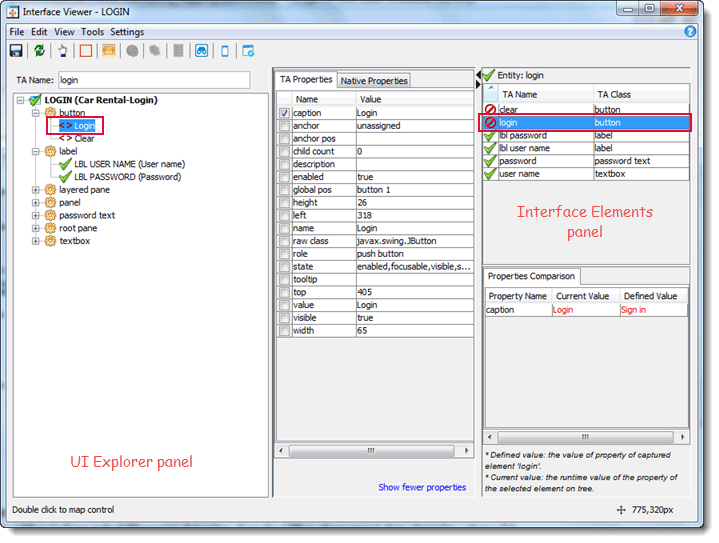 Interface Viewer - LOGIN
File Edit View Tools Settings
TA Name: login
LOGIN (Car Rental-Login)
button
< > Login
< > Clear
label
LBL USER NAME (User name)
LBL PASSWORD (Password)
layered pane
panel
password text
root pane
textbox
UI Explorer panel
TA Properties Native Properties
Name Value
caption Login
anchor unassigned
anchor pos
child count 0
description
enabled true
global pos button 1
height 26
left 318
name Login
raw class javax.swing.JButton
role push button
state enabled,focusable,visible,s...
tooltip
top 405
value Login
visible true
width 65
Show fewer properties
Entity: login
TA Name TA Class
clear button
login button
lbl password label
lbl user name label
password password text
user name textbox
Interface Elements
panel
Properties Comparison
Property Name Current Value Defined Value
caption Login Sign in
* Defined value: the value of property of captured
element 'login'.
* Current value: the runtime value of the property of
the selected element on tree.
Double click to map control 775,320px